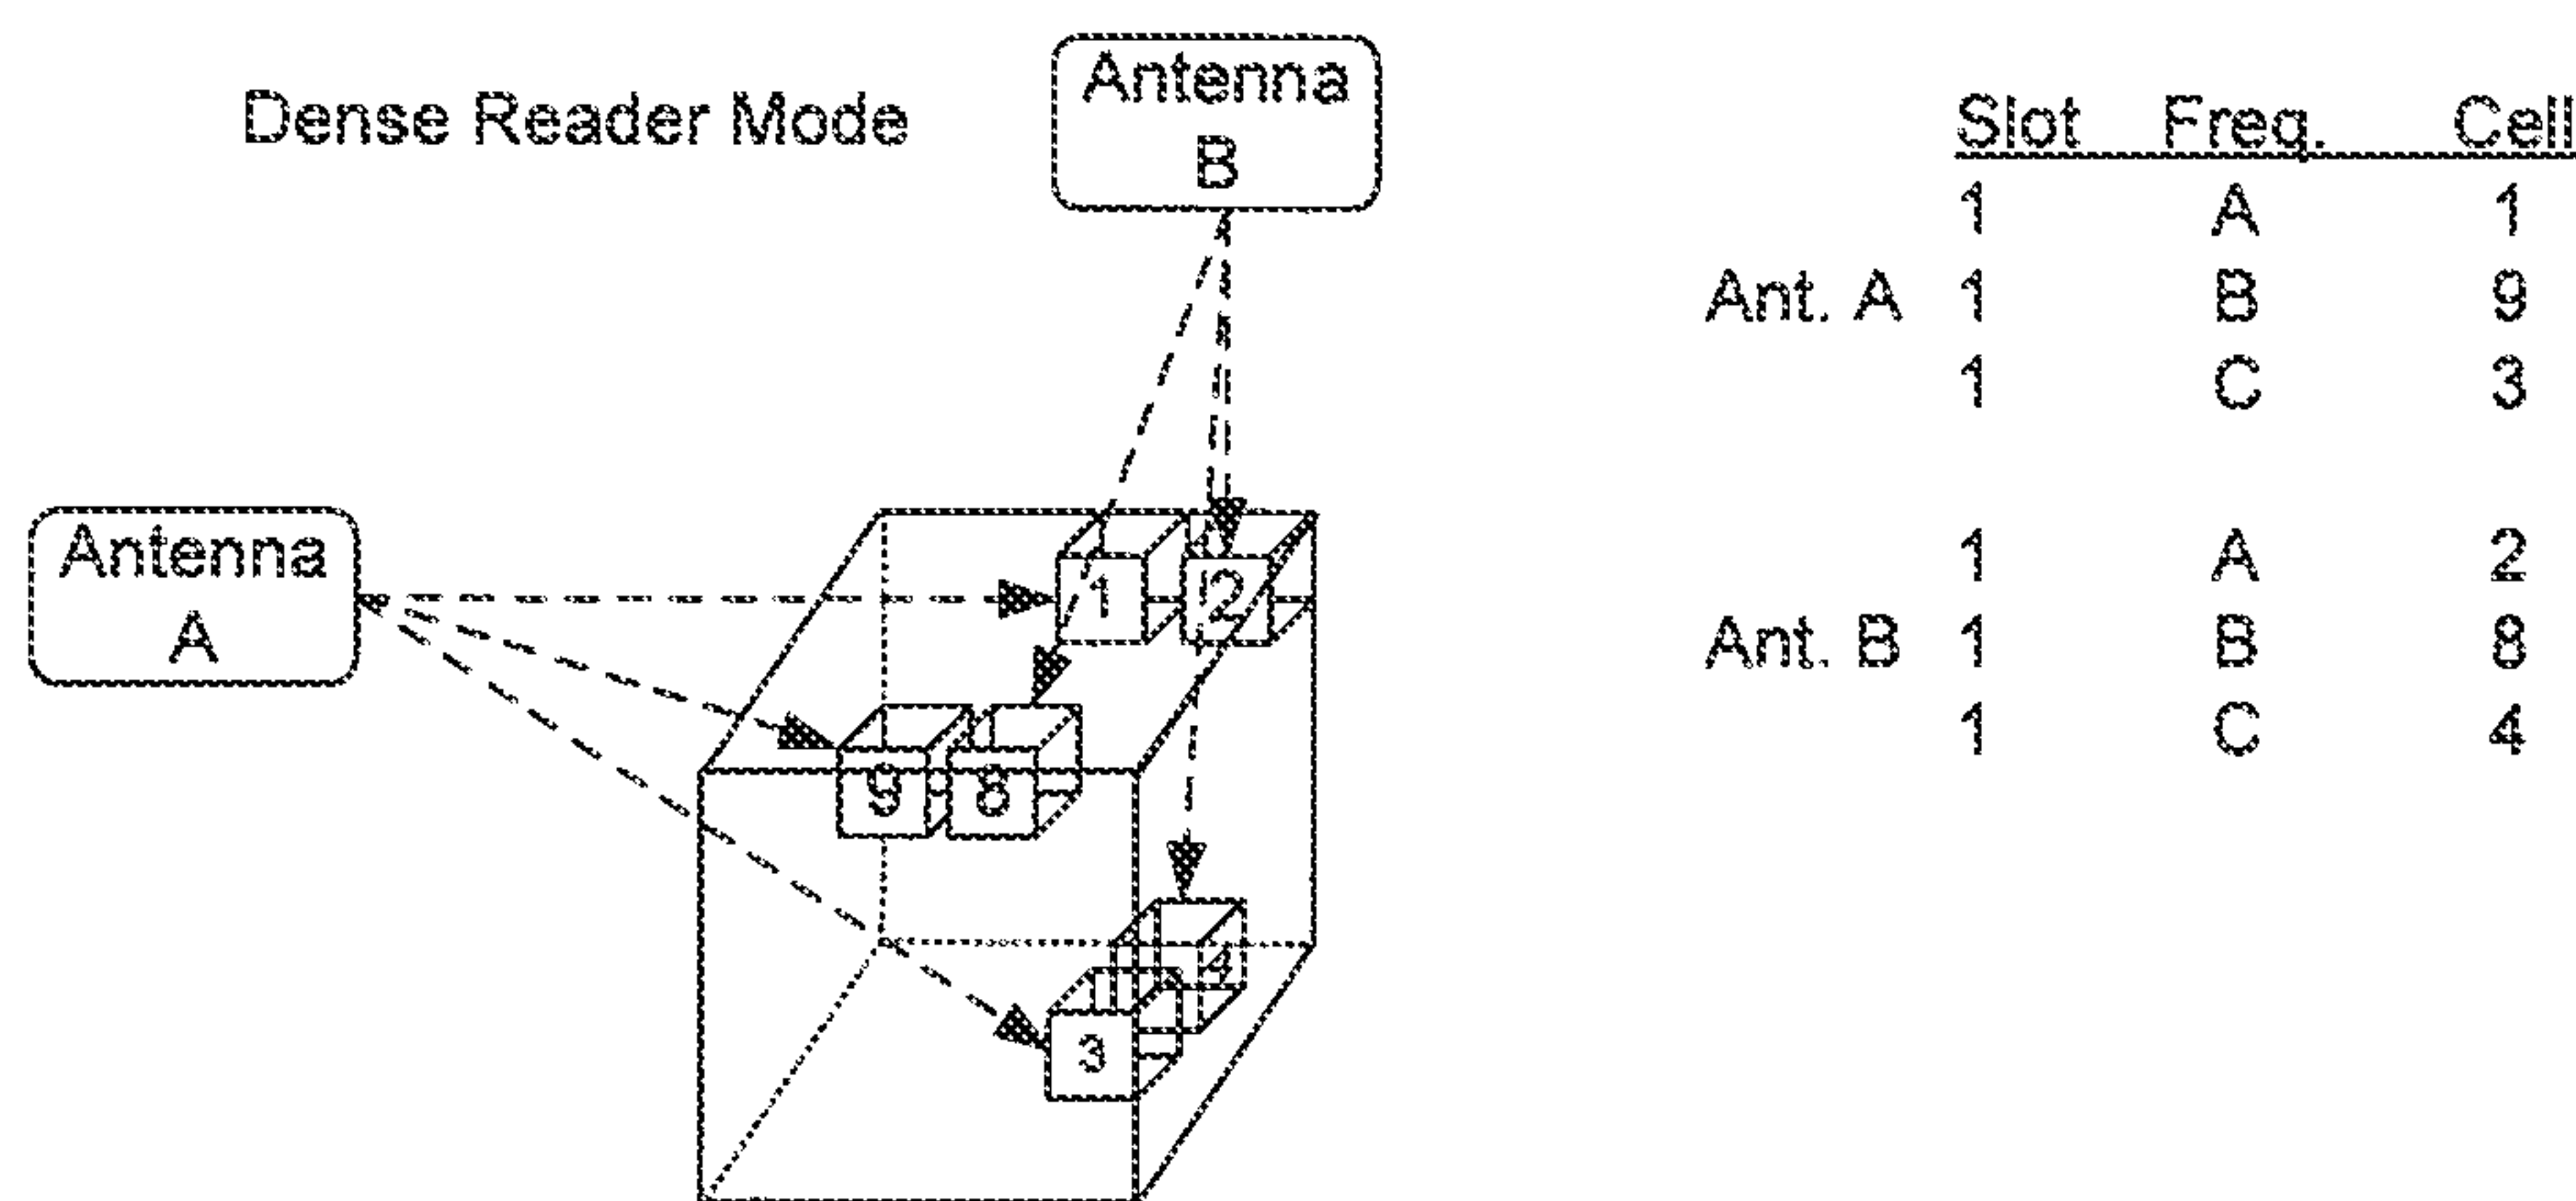 Dense Reader Mode
Antenna
B
Antenna
A
1
2
9
8
4
3
Slot Freq. Cell
1 A 1
Ant. A 1 B 9
1 C 3
1 A 2
Ant. B 1 B 8
1 C 4